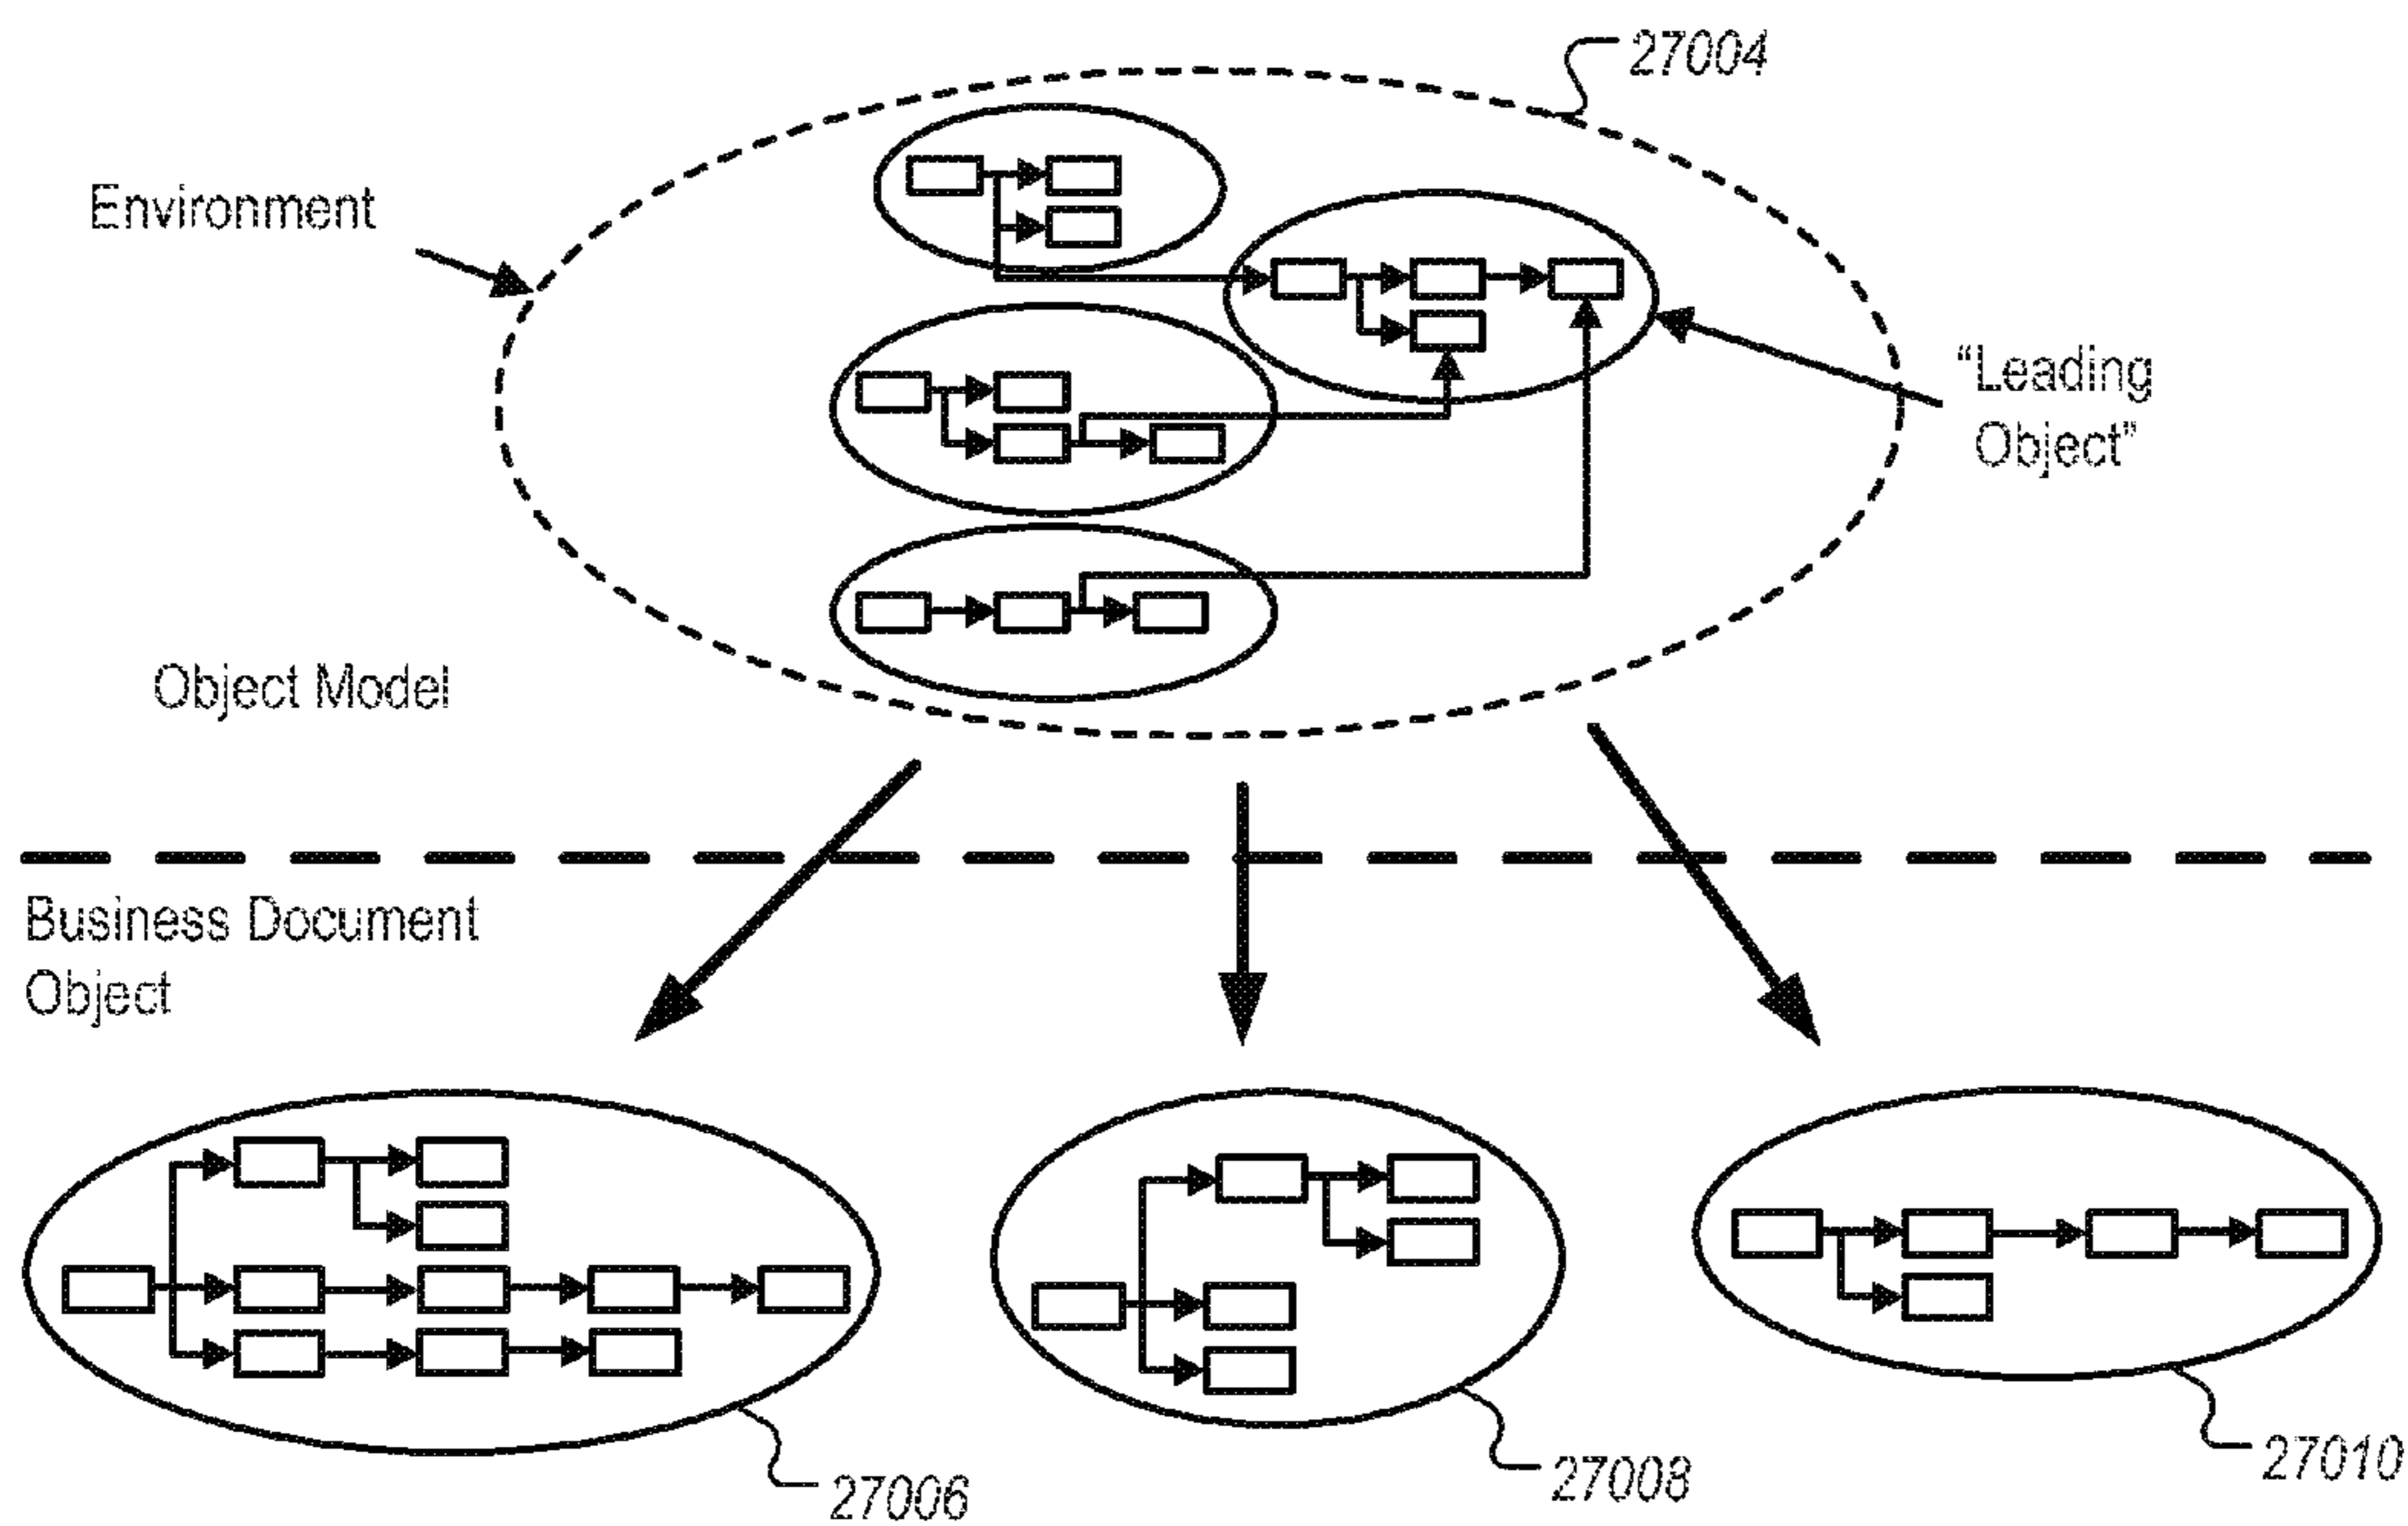 27004
Environment
“Leading
Object”
Object Model
Business Document
Object
27006
27008
27010